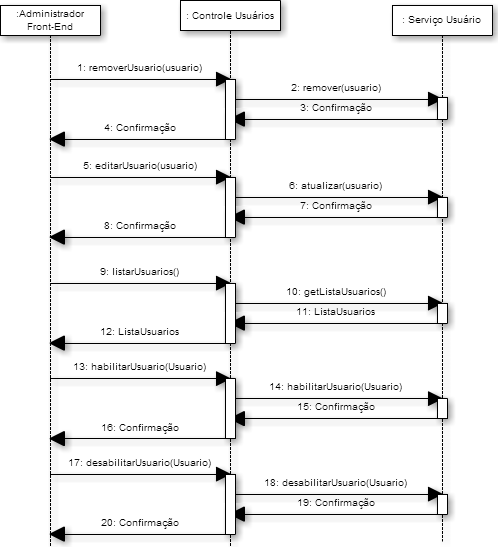 :Administrador
Front-End
: Controle Usuários
: Serviço Usuário
1: removerUsuario(usuario)
2: remover(usuario)
3: Confirmação
4: Confirmação
5: editarUsuario(usuario)
6: atualizar(usuario)
7: Confirmação
8: Confirmação
9: listarUsuarios()
10: getListaUsuarios()
11: ListaUsuarios
12: ListaUsuarios
13: habilitarUsuario(Usuario)
14: habilitarUsuario(Usuario)
15: Confirmação
16: Confirmação
17: desabilitarUsuario(Usuario)
18: desabilitarUsuario(Usuario)
19: Confirmação
20: Confirmação